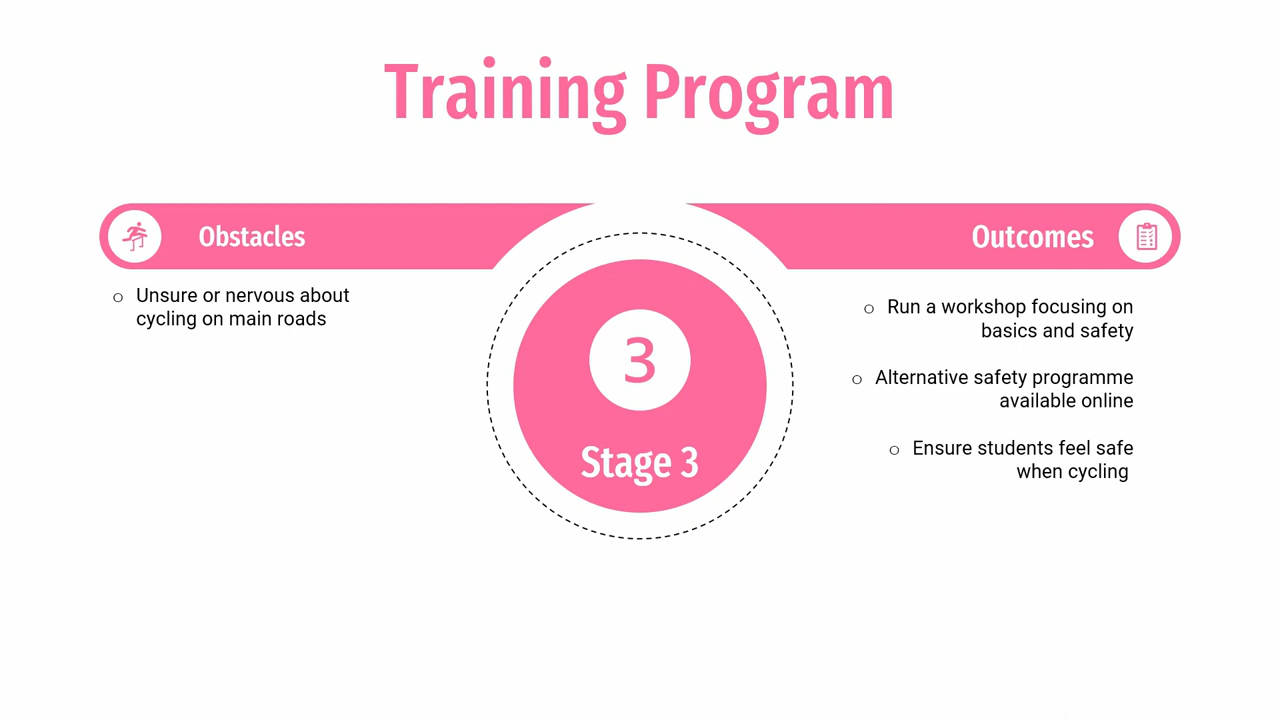 Training Program
Obstacles
Unsure or nervous about
cycling on main roads
3
Stage 3
Outcomes
Run a workshop focusing on
basics and safety
Alternative safety programme
available online
Ensure students feel safe
when cycling